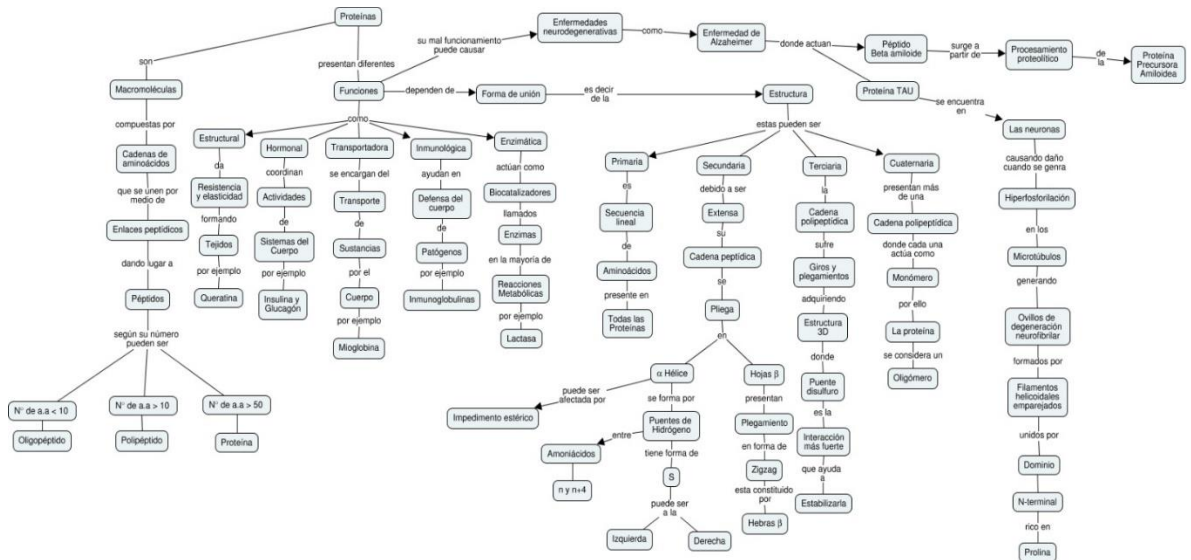 Proteínas
son
presentan diferentes
Macromoléculas
compuestas por
Cadenas de
aminoácidos
que se unen por
medio de
Enlaces peptídicos
dando lugar a
Péptidos
según su número
pueden ser
N° de a.a < 10
N° de a.a > 10
N° de a.a > 50
Oligopéptido
Polipéptido
Proteína
Funciones
su mal funcionamiento
puede causar
Enfermedades
neurodegenerativas
como
Enfermedad de
Alzaheimer
donde actuan
Péptido
Beta amiloide
surge a
partir de
Procesamiento
proteolítico
de
la
Proteína
Precursora
Amiloidea
Proteína TAU
se encuentra
en
Las neuronas
causando daño
cuando se genra
Hiperfosforilación
en los
Microtúbulos
generando
Ovillos de
degeneración
neurofibrilar
formados por
Filamentos
helicoidales
emparejados
unidos por
Dominio
N-terminal
rico en
Prolina
dependen de
Forma de unión
es decir
de la
Estructura
como
Estructural
da
Resistencia
y elasticidad
formando
Tejidos
por ejemplo
Queratina
Hormonal
coordinan
Actividades
de
Sistemas del
Cuerpo
por ejemplo
Insulina y
Glucagón
Transportadora
se encargan del
Transporte
de
Sustancias
por el
Cuerpo
por ejemplo
Mioglobina
Inmunológica
ayudan en
Defensa del
cuerpo
de
Patógenos
por ejemplo
Inmunoglobulinas
Enzimática
actúan como
Biocatalizadores
llamados
Enzimas
en la mayoría de
Reacciones
Metabólicas
por ejemplo
Lactasa
estas pueden ser
Primaria
es
Secuencia
lineal
de
Aminoácidos
presente en
Todas las
Proteínas
Secundaria
debido a ser
Extensa
su
Cadena peptídica
se
Pliega
en
α Hélice
puede ser
afectada por
Impedimento estérico
se forma por
Puentes de
Hidrógeno
entre
Amoniácidos
n y n+4
tiene forma de
S
puede ser
a la
Izquierda
Derecha
Hojas β
presentan
Plegamiento
en forma de
Zigzag
esta constituido
por
Hebras β
Terciaria
la
Cadena
polipeptídica
sufre
Giros y
plegamientos
adquiriendo
Estructura
3D
donde
Puente
disulfuro
es la
Interacción
más fuerte
que ayuda
a
Estabilizarla
Cuaternaria
presentan más
de una
Cadena polipeptídica
donde cada una
actúa como
Monómero
por ello
La proteína
se considera un
Oligómero